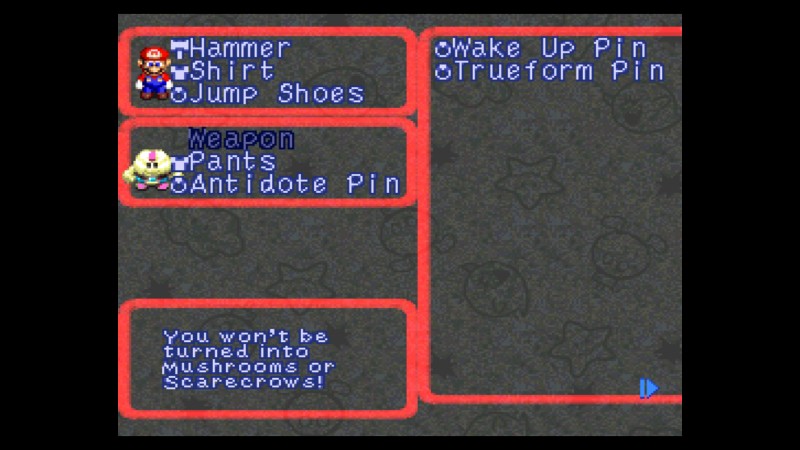 Hammer
Shirt
Jump Shoes
Weapon
Pants
Antidote Pin
You won't be
turned into
Mushrooms or
Scarecrows!
Wake Up Pin
Trueform Pin